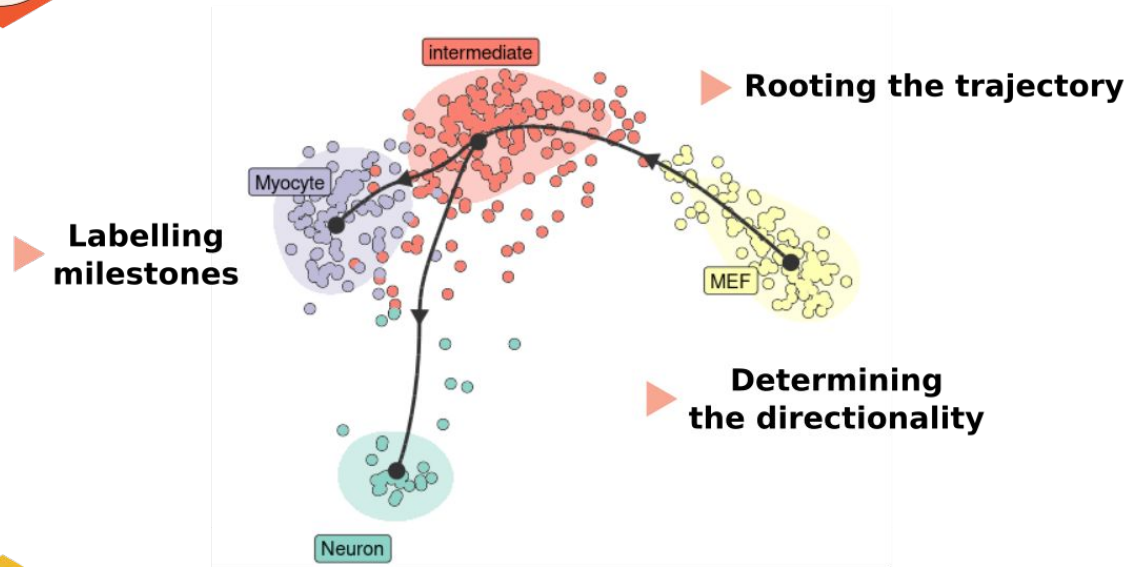 intermediate
Rooting the trajectory
Myocyte
Labelling
milestones
MEF
Determining
the directionality
Neuron